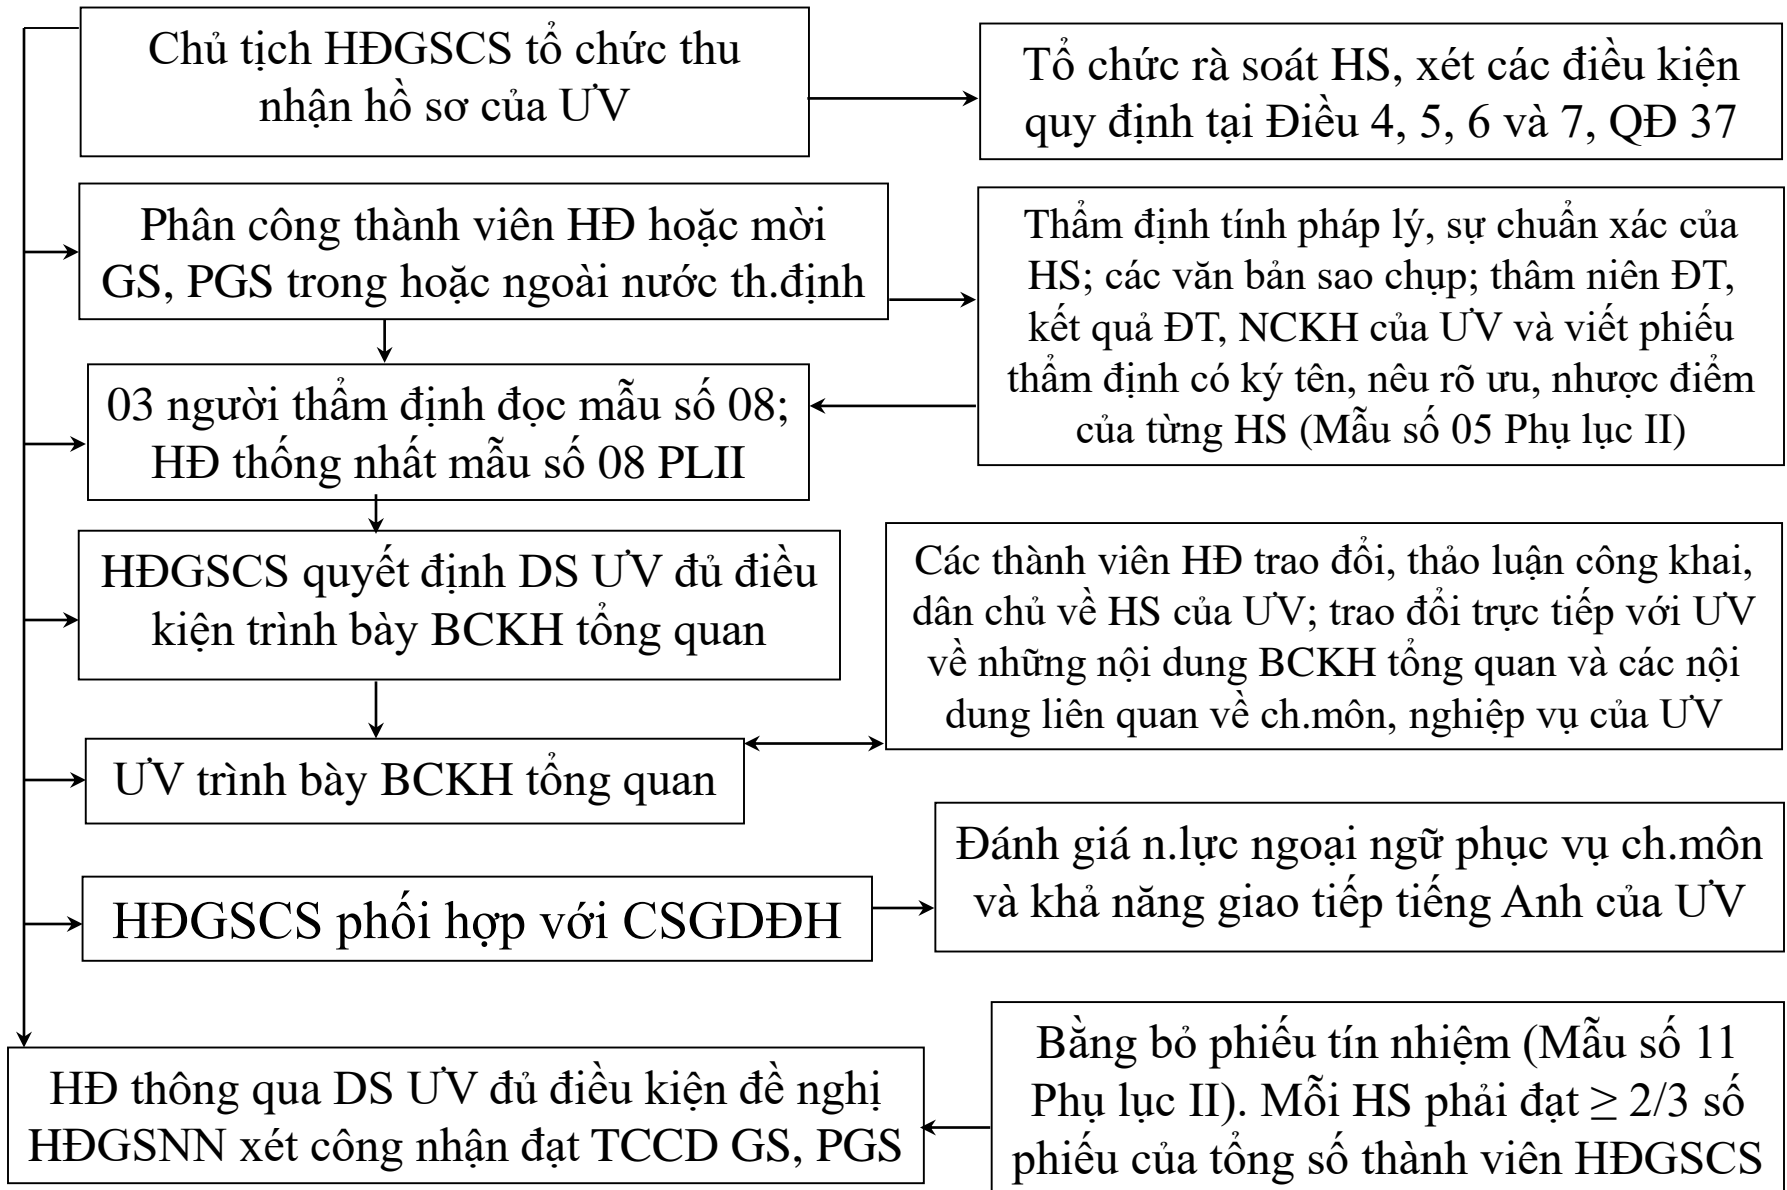 Chủ tịch HĐGSCS tổ chức thu
nhận hồ sơ của ƯV
Tổ chức rà soát HS, xét các điều kiện
quy định tại Điều 4, 5, 6 và 7, QĐ 37
Phân công thành viên HĐ hoặc mời
GS, PGS trong hoặc ngoài nước th.định
Thẩm định tính pháp lý, sự chuẩn xác của
HS; các văn bản sao chụp; thâm niên ĐT,
kết quả ĐT, NCKH của ƯV và viết phiếu
thẩm định có ký tên, nêu rõ ưu, nhược điểm
của từng HS (Mẫu số 05 Phụ lục II)
03 người thẩm định đọc mẫu số 08;
HĐ thống nhất mẫu số 08 PLII
HĐGSCS quyết định DS ƯV đủ điều
kiện trình bày BCKH tổng quan
Các thành viên HĐ trao đổi, thảo luận công khai,
dân chủ về HS của ƯV; trao đổi trực tiếp với ƯV
về những nội dung BCKH tổng quan và các nội
dung liên quan về ch.môn, nghiệp vụ của ƯV
ƯV trình bày BCKH tổng quan
Đánh giá n.lực ngoại ngữ phục vụ ch.môn
và khả năng giao tiếp tiếng Anh của ƯV
HĐGSCS phối hợp với CSGDĐH
HĐ thông qua DS ƯV đủ điều kiện đề nghị
HĐGSNN xét công nhận đạt TCCD GS, PGS
Bằng bỏ phiếu tín nhiệm (Mẫu số 11
Phụ lục II). Mỗi HS phải đạt ≥ 2/3 số
phiếu của tổng số thành viên HĐGSCS